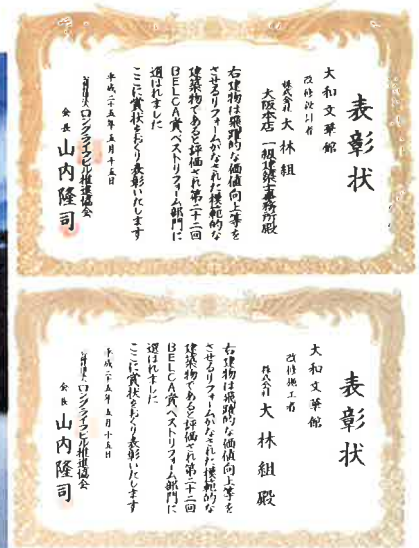 表彰状
大和文華館
改修設計者
株式会社 大林組
大阪本店一級建築士事務所殿
右建物は飛躍的な価値向上等を
させるリフォームがなされた模範的な
建築物であると評価され第二十二回
BELCA賞ベストリフォーム部門に
選ばれました
ここに賞状をおくり表彰いたします
平成二十五年五月十五日
公益社団法人ロングライフビル推進協会
会長 山内隆司
表彰状
大和文華館
改修施工者
株式会社 大林組殿
右建物は飛躍的な価値向上等を
させるリフォームがなされた模範的な
建築物であると評価され第二十二回
BELCA賞ベストリフォーム部門に
選ばれました
ここに賞状をおくり表彰いたします
平成二十五年五月十五日
公益社団法人ロングライフビル推進協会
会長 山内隆司